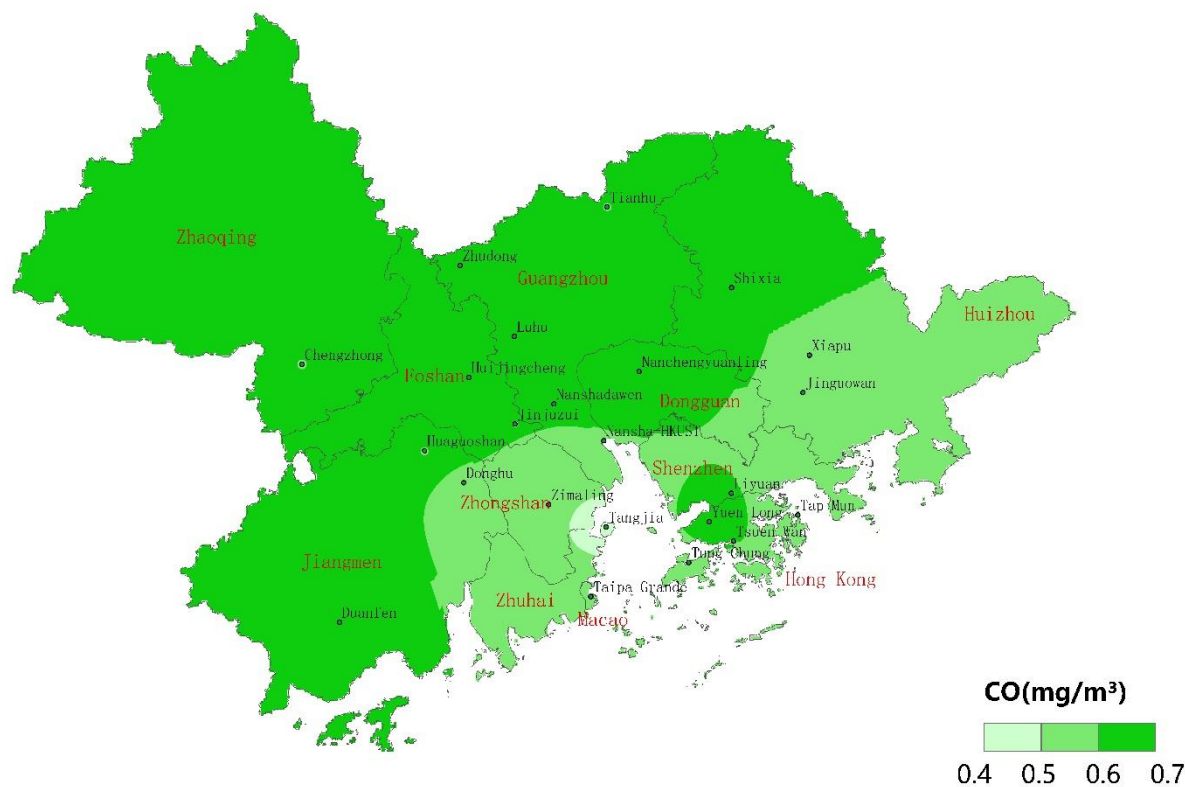 Tianhu
Zhaoqing
Zhudong
Guangzhou
Shixia
Huizhou
Luhu
Xiapu
Chengzhong
Foshan
Huijingcheng
Nanchengyuanling
Jinguowan
Nanshadawen
Dongguan
Jinjuzui
Nansha-HKUST
Huaguoshan
Donghu
Shenzhen
Zhongshan
Zimaling
Liyuan
Tangjia
Yuen Long
Tap Mun
Tsuen Wan
Jiangmen
Tung Chung
Hong Kong
Zhuhai
Taipa Grande
Macao
Duanfen
CO(mg/m³)
0.4 0.5 0.6 0.7